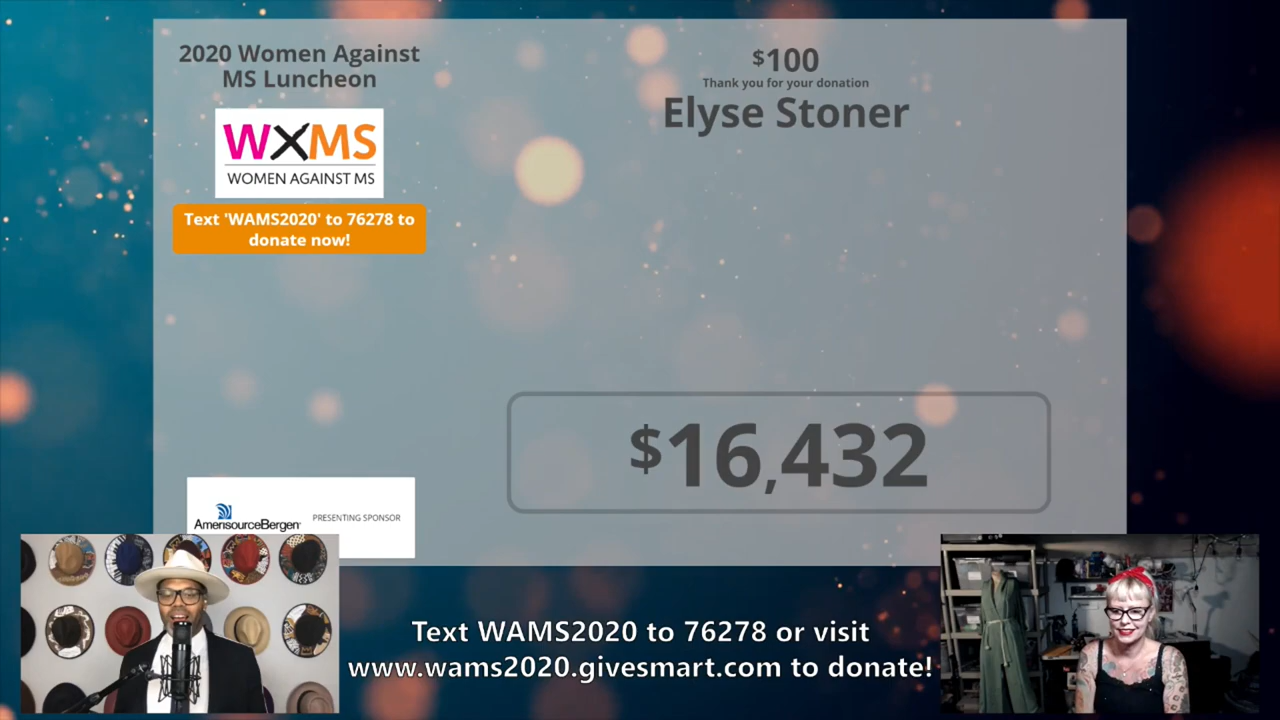 2020 Women Against
MS Luncheon
WXMS
WOMEN AGAINST MS
Text 'WAMS2020' to 76278 to
donate now!
$100
Thank you for your donation
Elyse Stoner
$16,432
AmerisourceBergen
PRESENTING SPONSOR
Text WAMS2020 to 76278 or visit
www.wams2020.givesmart.com to donate!